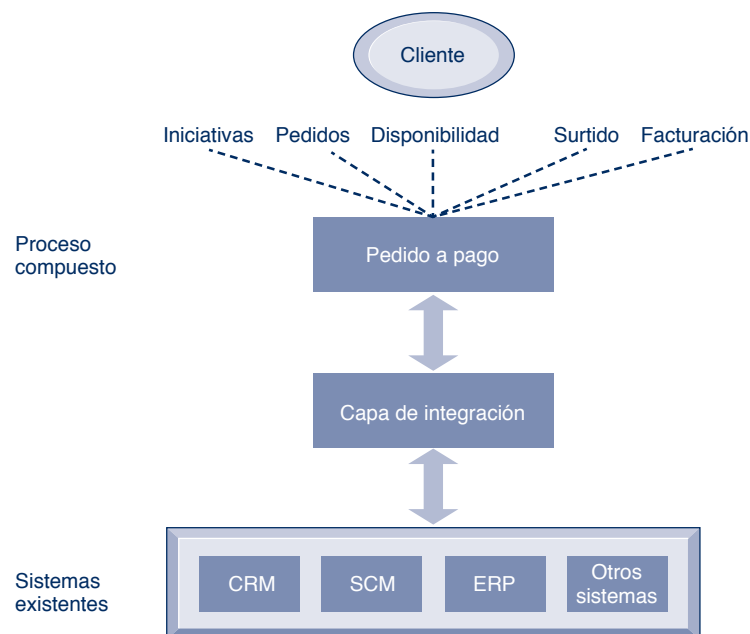 Cliente
Iniciativas Pedidos Disponibilidad Surtido Facturación
Proceso
compuesto
Pedido a pago
Capa de integración
Sistemas
existentes
CRM SCM ERP Otros
sistemas